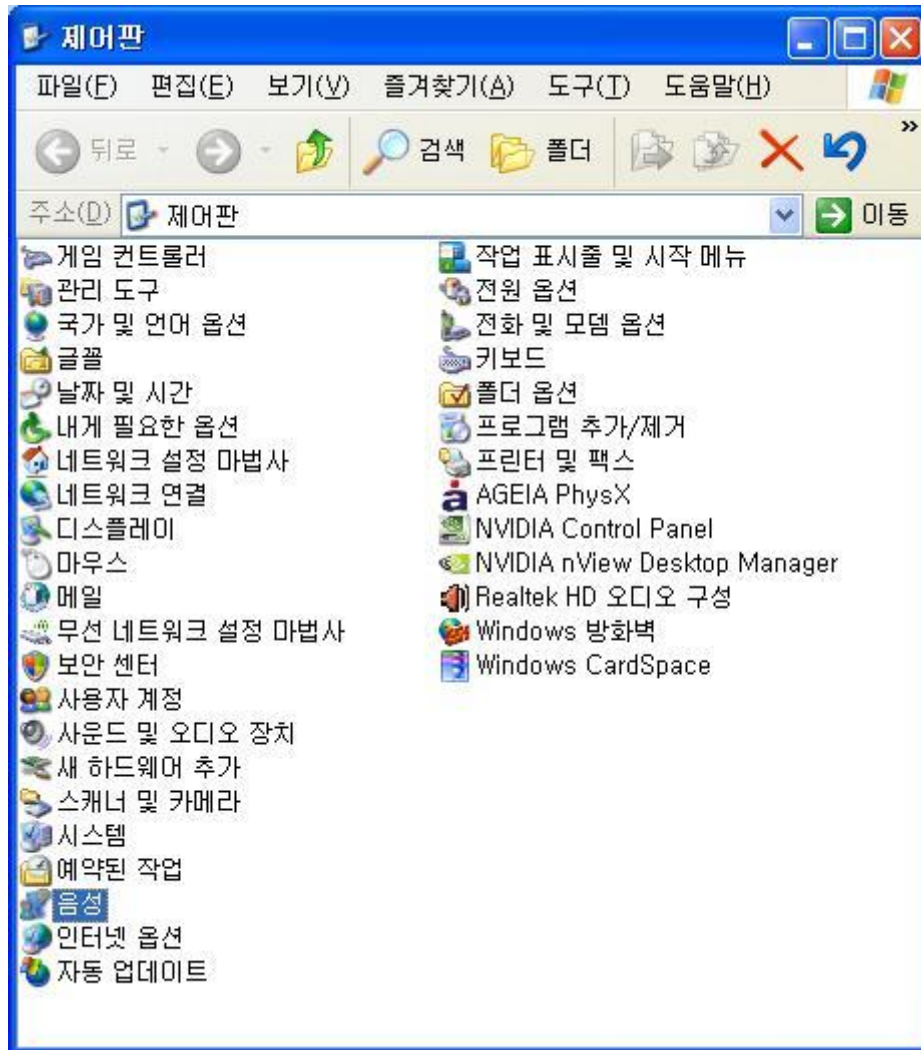 제어판
파일(F) 편집(E) 보기(V) 즐겨찾기(A) 도구(T) 도움말(H)
뒤로 검색 폴더 »
주소(D) 제어판 이동
게임 컨트롤러
관리 도구
국가 및 언어 옵션
글꼴
날짜 및 시간
내게 필요한 옵션
네트워크 설정 마법사
네트워크 연결
디스플레이
마우스
메일
무선 네트워크 설정 마법사
보안 센터
사용자 계정
사운드 및 오디오 장치
새 하드웨어 추가
스캐너 및 카메라
시스템
예약된 작업
음성
인터넷 옵션
자동 업데이트
작업 표시줄 및 시작 메뉴
전원 옵션
전화 및 모뎀 옵션
키보드
폴더 옵션
프로그램 추가/제거
프린터 및 팩스
AGEIA PhysX
NVIDIA Control Panel
NVIDIA nView Desktop Manager
Realtek HD 오디오 구성
Windows 방화벽
Windows CardSpace